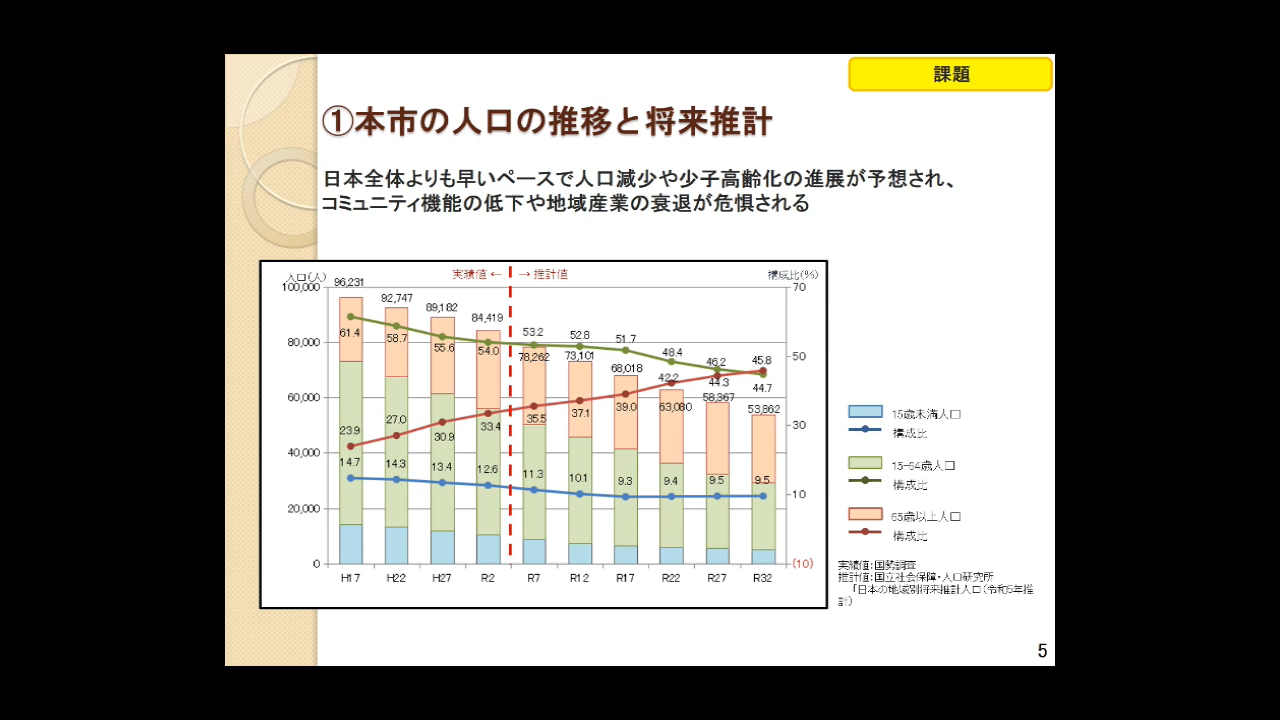 課題
①本市の人口の推移と将来推計
日本全体よりも早いペースで人口減少や少子高齢化の進展が予想され、
コミュニティ機能の低下や地域産業の衰退が危惧される
人口(人)
実績値 ← → 推計値
構成比(%)
96,231 92,747 89,182 84,419 78,262 73,101 68,018 63,080 58,367 53,862
61.4 58.7 55.6 54.0 53.2 52.8 51.7 48.4 46.2 44.7
23.9 27.0 30.9 33.4 35.5 37.1 39.0 42.2 44.3 45.8
14.7 14.3 13.4 12.6 11.3 10.1 9.3 9.4 9.5 9.5
100,000
80,000
60,000
40,000
20,000
0
70
50
30
10
(10)
H17 H22 H27 R2 R7 R12 R17 R22 R27 R32
15歳未満人口
構成比
15-64歳人口
構成比
65歳以上人口
構成比
実績値:国勢調査
推計値:国立社会保障・人口研究所
「日本の地域別将来推計人口(令和5年推
計)
5